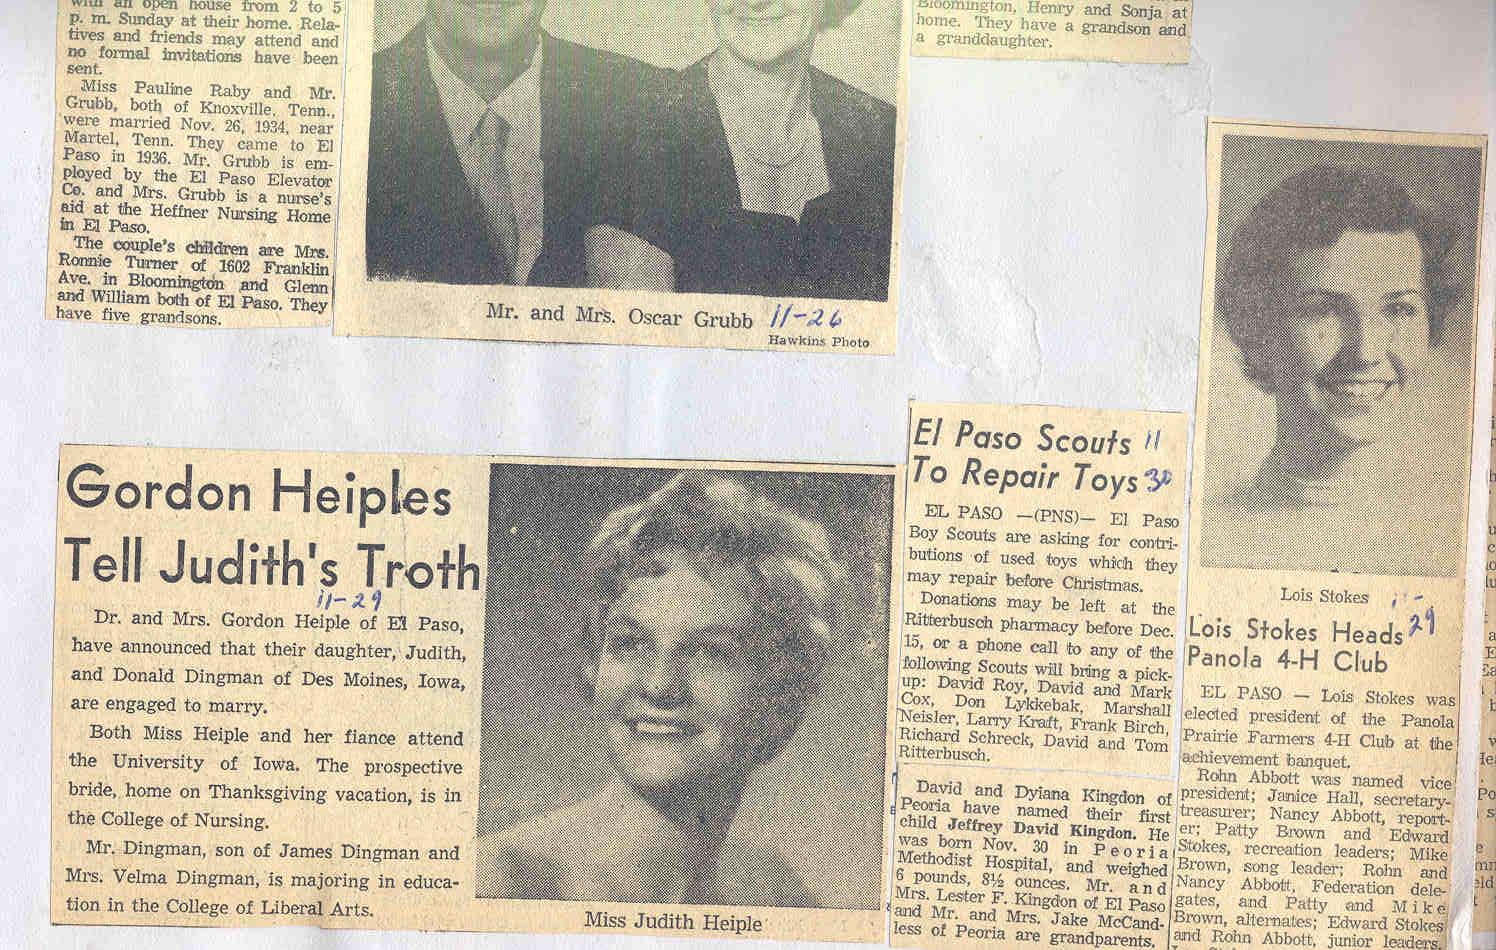 with an open house from 2 to 5
p. m. Sunday at their home. Rela-
tives and friends may attend and
no formal invitations have been
sent.
Miss Pauline Raby and Mr.
Grubb, both of Knoxville, Tenn.,
were married Nov. 26, 1934, near
Martel, Tenn. They came to El
Paso in 1936. Mr. Grubb is em-
ployed by the El Paso Elevator
Co. and Mrs. Grubb is a nurse's
aid at the Heffner Nursing Home
in El Paso.
The couple's children are Mrs.
Ronnie Turner of 1602 Franklin
Ave. in Bloomington and Glenn
and William both of El Paso. They
have five grandsons.
Mr. and Mrs. Oscar Grubb 11-26
Hawkins Photo
Bloomington, Henry and Sonja at
home. They have a grandson and
a granddaughter.
Gordon Heiples
Tell Judith's Troth
11-29
Dr. and Mrs. Gordon Heiple of El Paso,
have announced that their daughter, Judith,
and Donald Dingman of Des Moines, Iowa,
are engaged to marry.
Both Miss Heiple and her fiance attend
the University of Iowa. The prospective
bride, home on Thanksgiving vacation, is in
the College of Nursing.
Mr. Dingman, son of James Dingman and
Mrs. Velma Dingman, is majoring in educa-
tion in the College of Liberal Arts.
Miss Judith Heiple
El Paso Scouts 11
To Repair Toys 30
EL PASO —(PNS)— El Paso
Boy Scouts are asking for contri-
butions of used toys which they
may repair before Christmas.
Donations may be left at the
Ritterbusch pharmacy before Dec.
15, or a phone call to any of the
following Scouts will bring a pick-
up: David Roy, David and Mark
Cox, Don Lykkebak, Marshall
Neisler, Larry Kraft, Frank Birch,
Richard Schreck, David and Tom
Ritterbusch.
David and Dyiana Kingdon of
Peoria have named their first
child Jeffrey David Kingdon. He
was born Nov. 30 in Peoria
Methodist Hospital, and weighed
6 pounds, 8½ ounces. Mr. and
Mrs. Lester F. Kingdon of El Paso
and Mr. and Mrs. Jake McCand-
less of Peoria are grandparents.
Lois Stokes 11-
Lois Stokes Heads 29
Panola 4-H Club
EL PASO — Lois Stokes was
elected president of the Panola
Prairie Farmers 4-H Club at the
achievement banquet.
Rohn Abbott was named vice
president; Janice Hall, secretary-
treasurer; Nancy Abbott, report-
er; Patty Brown and Edward
Stokes, recreation leaders; Mike
Brown, song leader; Rohn and
Nancy Abbott, Federation dele-
gates, and Patty and Mike
Brown, alternates; Edward Stokes
and Rohn Abbott, junior leaders.